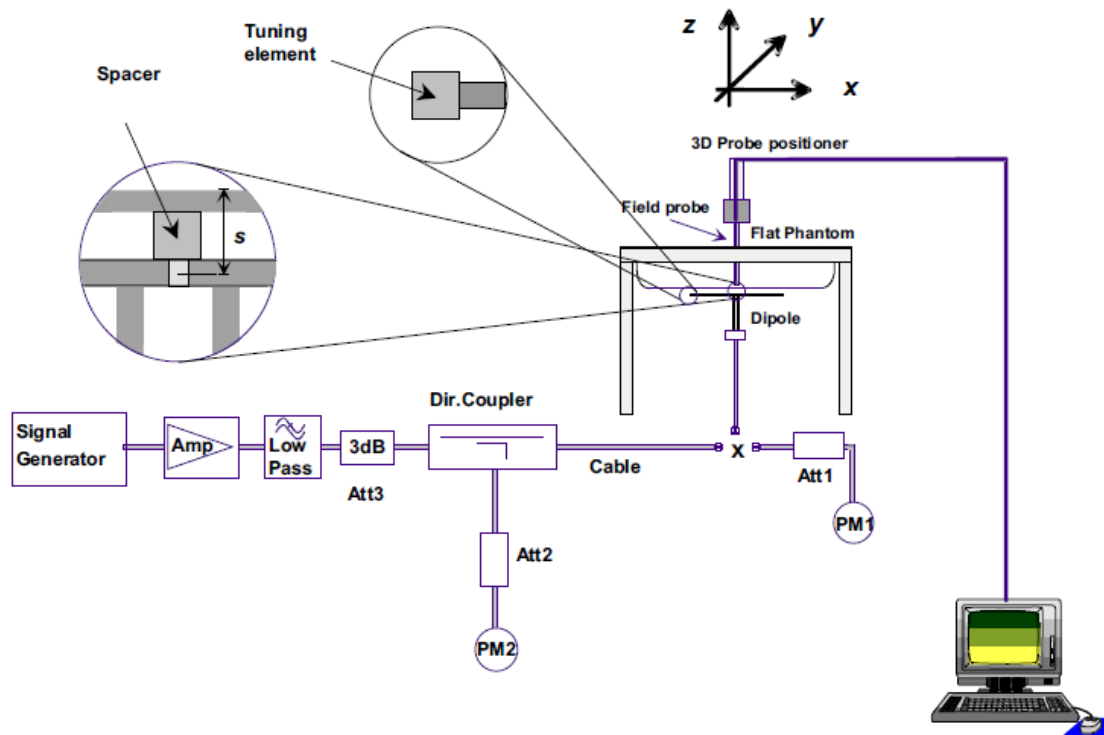 Tuning
element
Spacer
z
y
x
3D Probe positioner
s
Field probe
Flat Phantom
Dipole
Dir.Coupler
Signal
Generator
Amp
Low
Pass
3dB
Att3
Cable
X
Att1
PM1
Att2
PM2